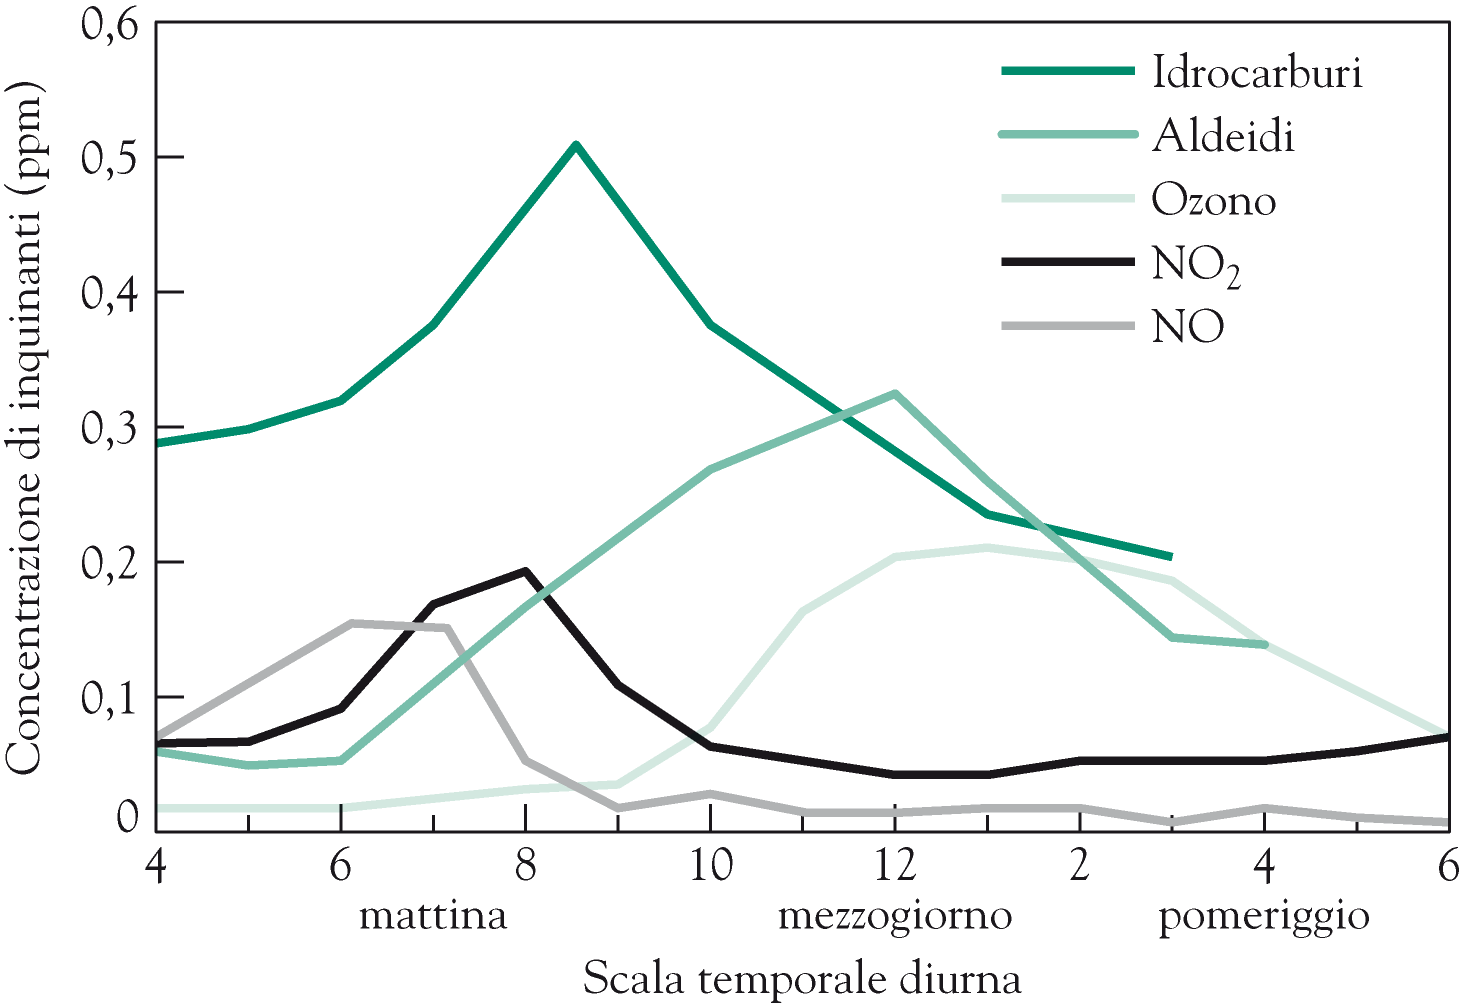 Concentrazione di inquinanti (ppm)
0,6
0,5
0,4
0,3
0,2
0,1
0
Idrocarburi
Aldeidi
Ozono
NO₂
NO
4 6 8 10 12 2 4 6
mattina mezzogiorno pomeriggio
Scala temporale diurna